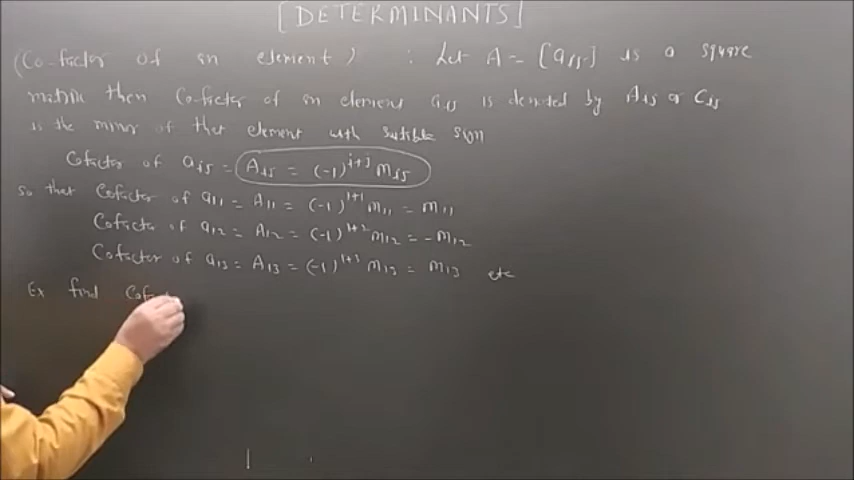 [DETERMINANTS]
(Co-factor of an element) : Let A = [aij] is a square
matrix then Co-factor of an element aij is denoted by Aij or Cij
is the minor of that element with suitable sign
Cofactor of aij = Aij = (-1)^i+j Mij
so that Cofactor of a11 = A11 = (-1)^1+1 M11 = M11
Cofactor of a12 = A12 = (-1)^1+2 M12 = -M12
Cofactor of a13 = A13 = (-1)^1+3 M13 = M13 etc
Ex find Cofact